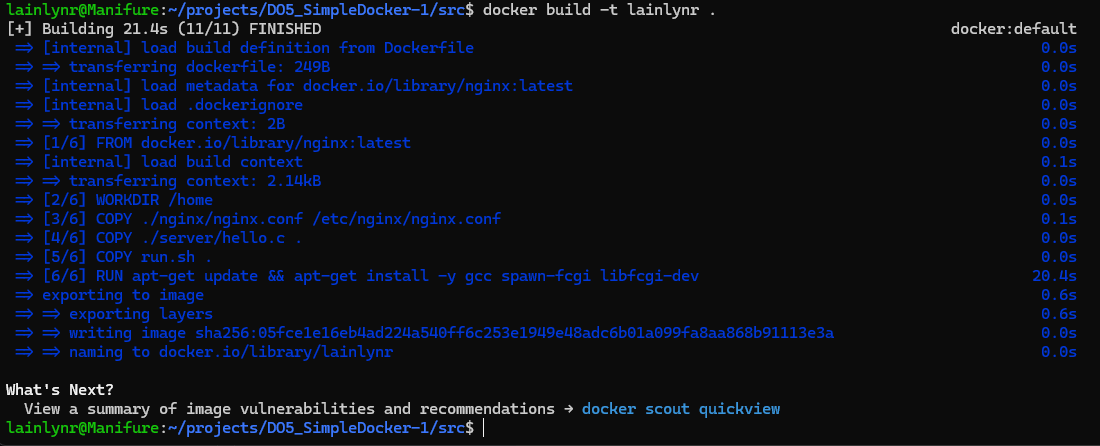 lainlynr@Manifure:~/projects/DO5_SimpleDocker-1/src$ docker build -t lainlynr .
[+] Building 21.4s (11/11) FINISHED docker:default
=> [internal] load build definition from Dockerfile 0.0s
=> => transferring dockerfile: 249B 0.0s
=> [internal] load metadata for docker.io/library/nginx:latest 0.0s
=> [internal] load .dockerignore 0.0s
=> => transferring context: 2B 0.0s
=> [1/6] FROM docker.io/library/nginx:latest 0.0s
=> [internal] load build context 0.1s
=> => transferring context: 2.14kB 0.0s
=> [2/6] WORKDIR /home 0.0s
=> [3/6] COPY ./nginx/nginx.conf /etc/nginx/nginx.conf 0.1s
=> [4/6] COPY ./server/hello.c . 0.0s
=> [5/6] COPY run.sh . 0.0s
=> [6/6] RUN apt-get update && apt-get install -y gcc spawn-fcgi libfcgi-dev 20.4s
=> exporting to image 0.6s
=> => exporting layers 0.6s
=> => writing image sha256:05fce1e16eb4ad224a540ff6c253e1949e48adc6b01a099fa8aa868b91113e3a 0.0s
=> => naming to docker.io/library/lainlynr 0.0s
What's Next?
View a summary of image vulnerabilities and recommendations → docker scout quickview
lainlynr@Manifure:~/projects/DO5_SimpleDocker-1/src$